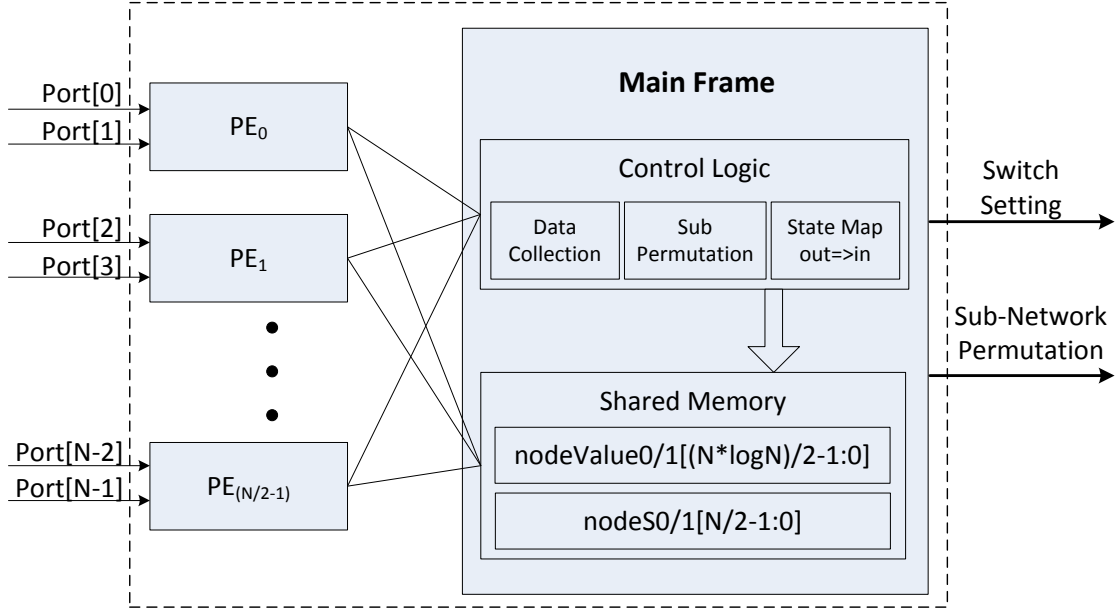 Port[0]
Port[1]
PE0
Port[2]
Port[3]
PE1
Port[N-2]
Port[N-1]
PE(N/2-1)
Main Frame
Control Logic
Data
Collection
Sub
Permutation
State Map
out=>in
Shared Memory
nodeValue0/1[(N*logN)/2-1:0]
nodeS0/1[N/2-1:0]
Switch
Setting
Sub-Network
Permutation